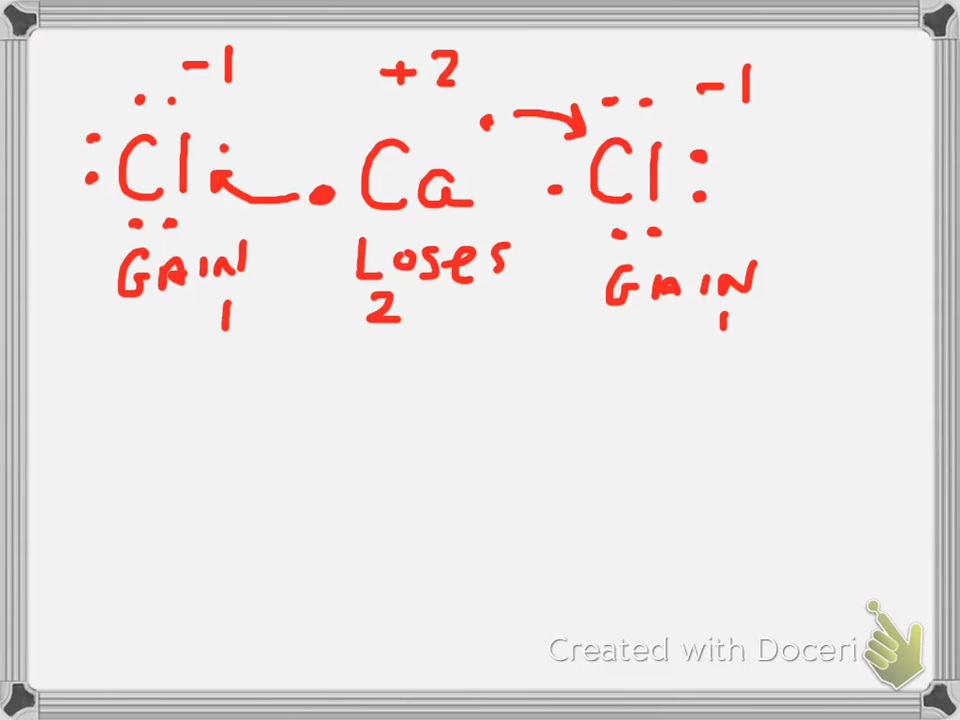 -1 +2 -1
Cl Ca Cl
GAIN Loses GAIN
1 2 1
Created with Doceri